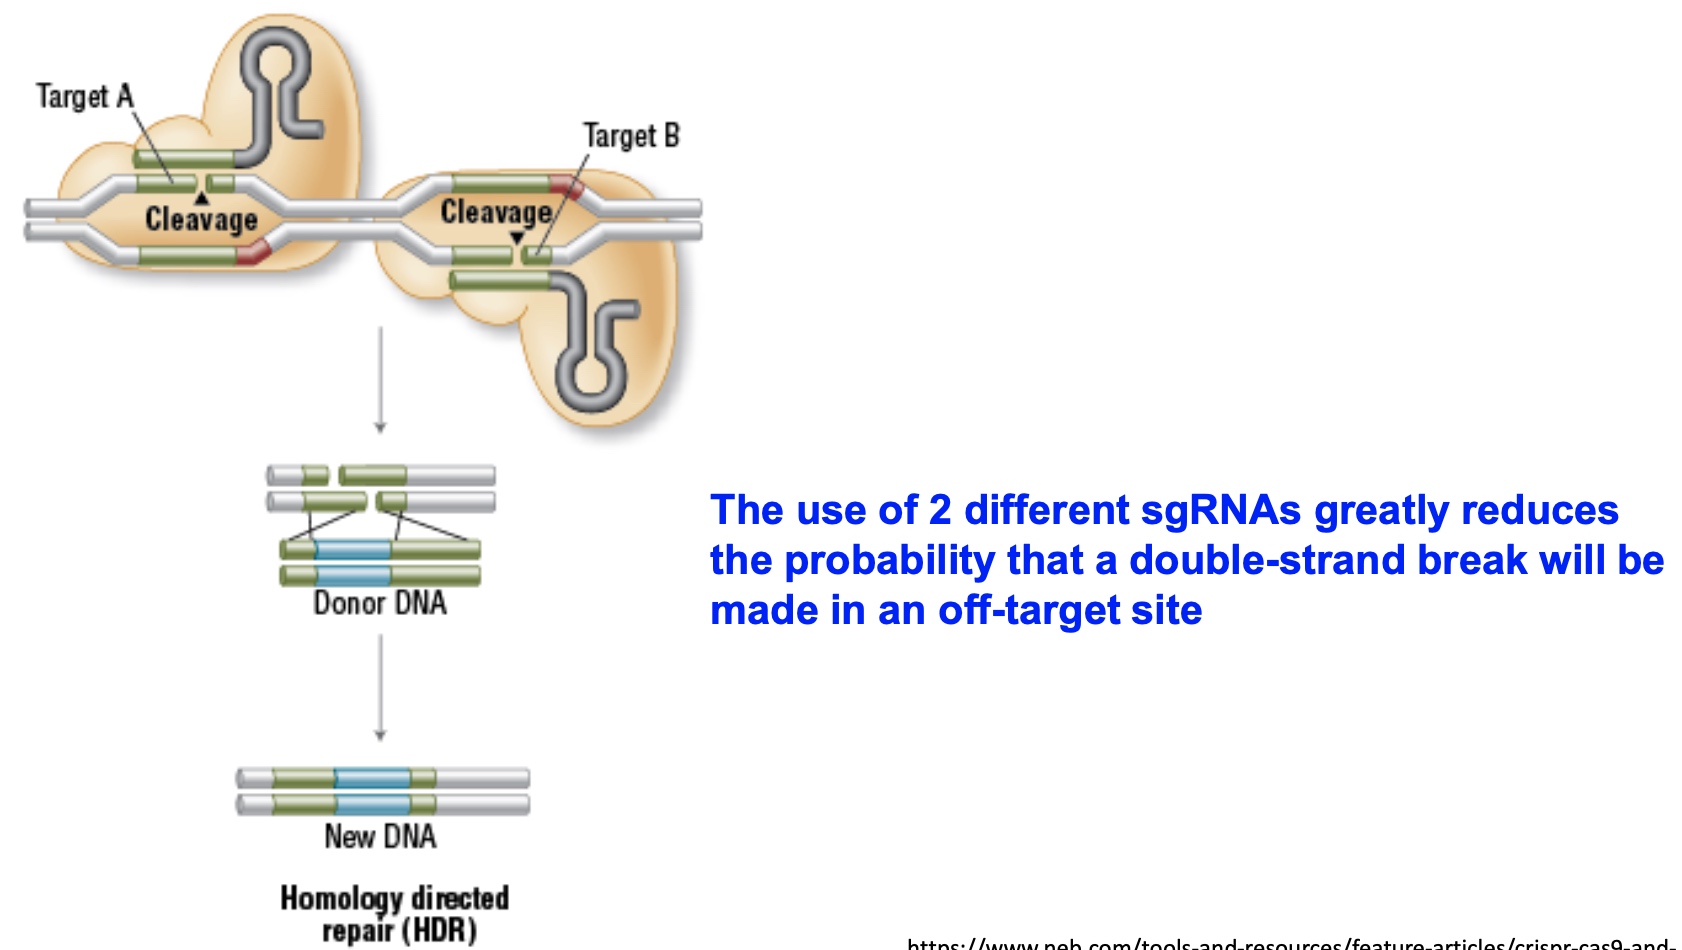 Target A
Target B
Cleavage
Cleavage
The use of 2 different sgRNAs greatly reduces
the probability that a double-strand break will be
made in an off-target site
Donor DNA
New DNA
Homology directed
repair (HDR)
https://www.neb.com/tools-and-resources/feature-articles/crispr-cas9-and-